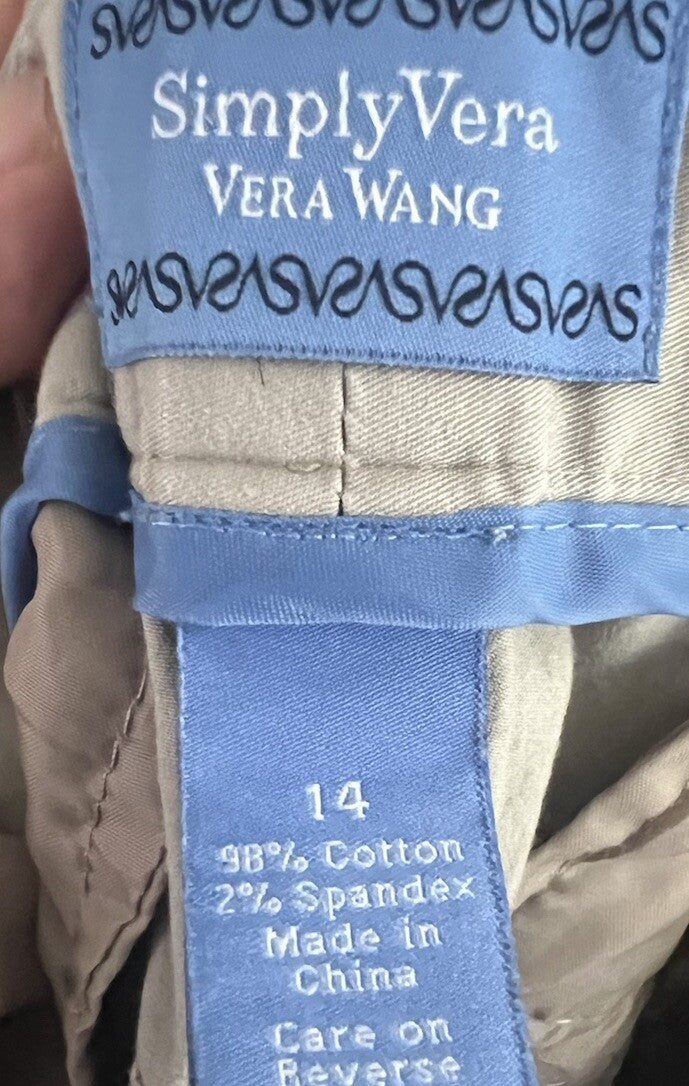 SimplyVera
VERA WANG
14
98% Cotton
2% Spandex
Made in
China
Care on
Reverse